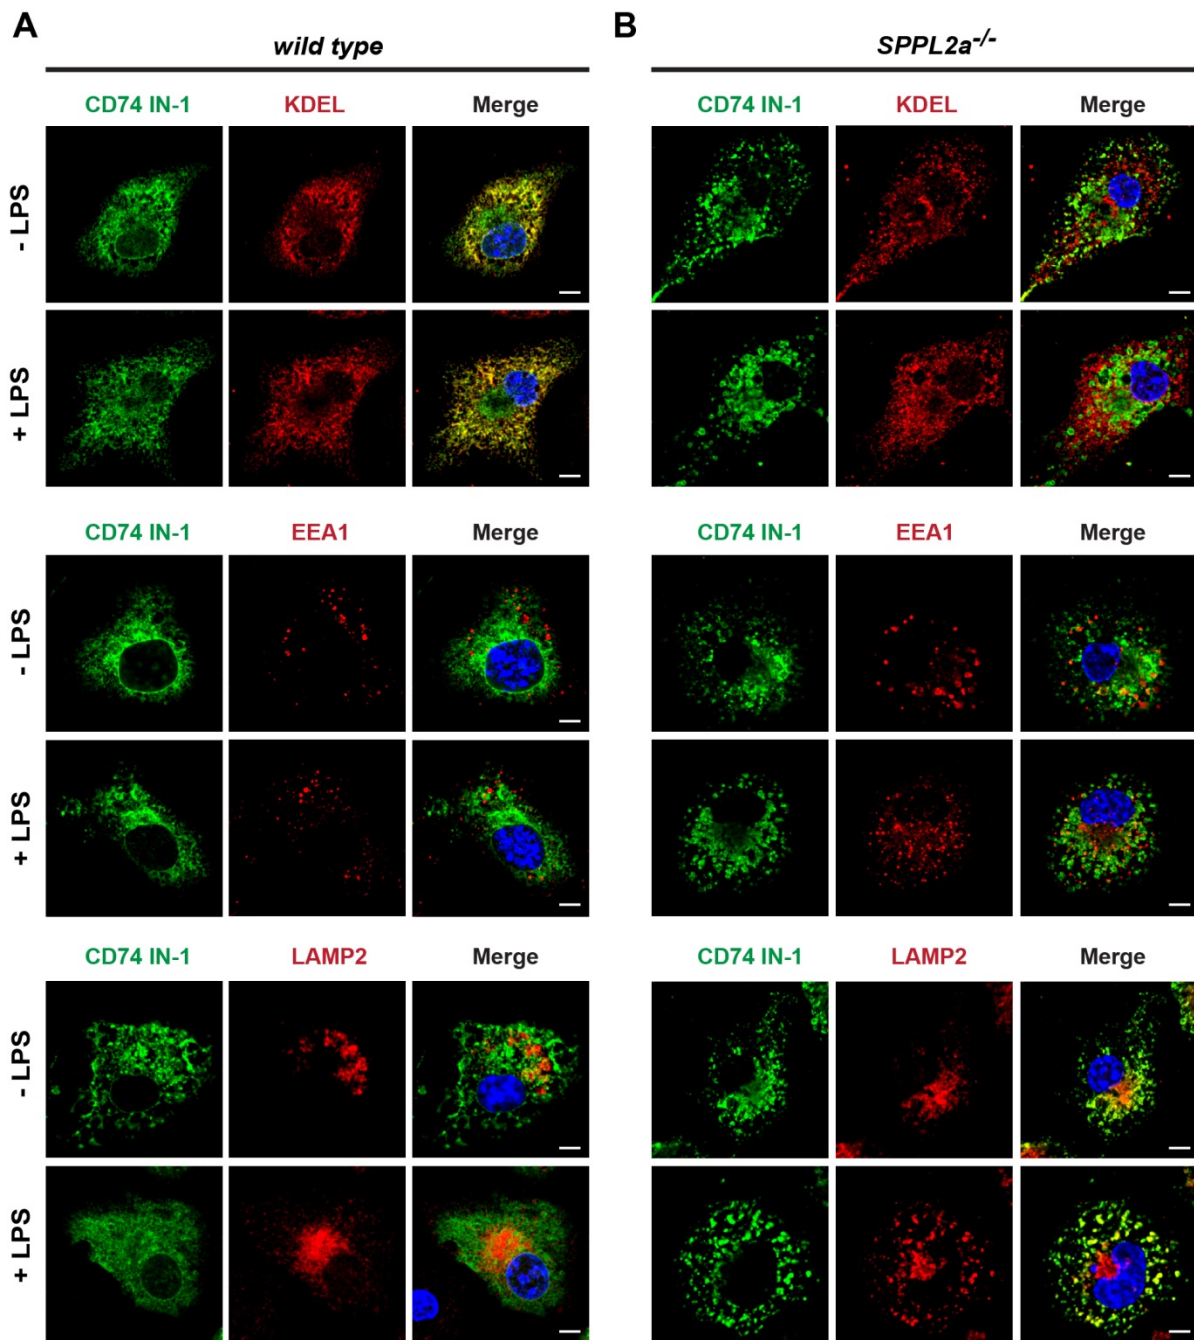 A
B
wild type
SPPL2a-/-
CD74 IN-1 KDEL Merge
CD74 IN-1 KDEL Merge
- LPS
+ LPS
CD74 IN-1 EEA1 Merge
CD74 IN-1 EEA1 Merge
- LPS
+ LPS
CD74 IN-1 LAMP2 Merge
CD74 IN-1 LAMP2 Merge
- LPS
+ LPS